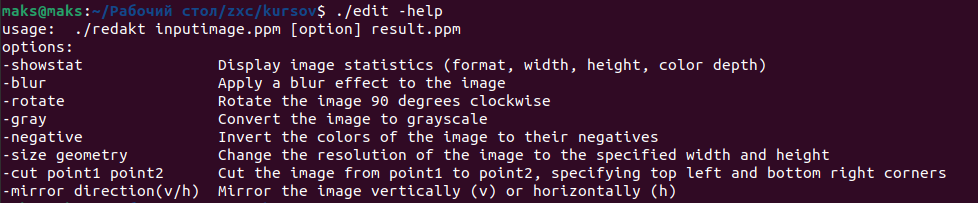 maks@maks:~/Рабочий стол/zxc/kursov$ ./edit -help
usage:  ./redakt inputimage.ppm [option] result.ppm
options:
-showstat               Display image statistics (format, width, height, color depth)
-blur                   Apply a blur effect to the image
-rotate                 Rotate the image 90 degrees clockwise
-gray                   Convert the image to grayscale
-negative               Invert the colors of the image to their negatives
-size geometry          Change the resolution of the image to the specified width and height
-cut point1 point2      Cut the image from point1 to point2, specifying top left and bottom right corners
-mirror direction(v/h)  Mirror the image vertically (v) or horizontally (h)